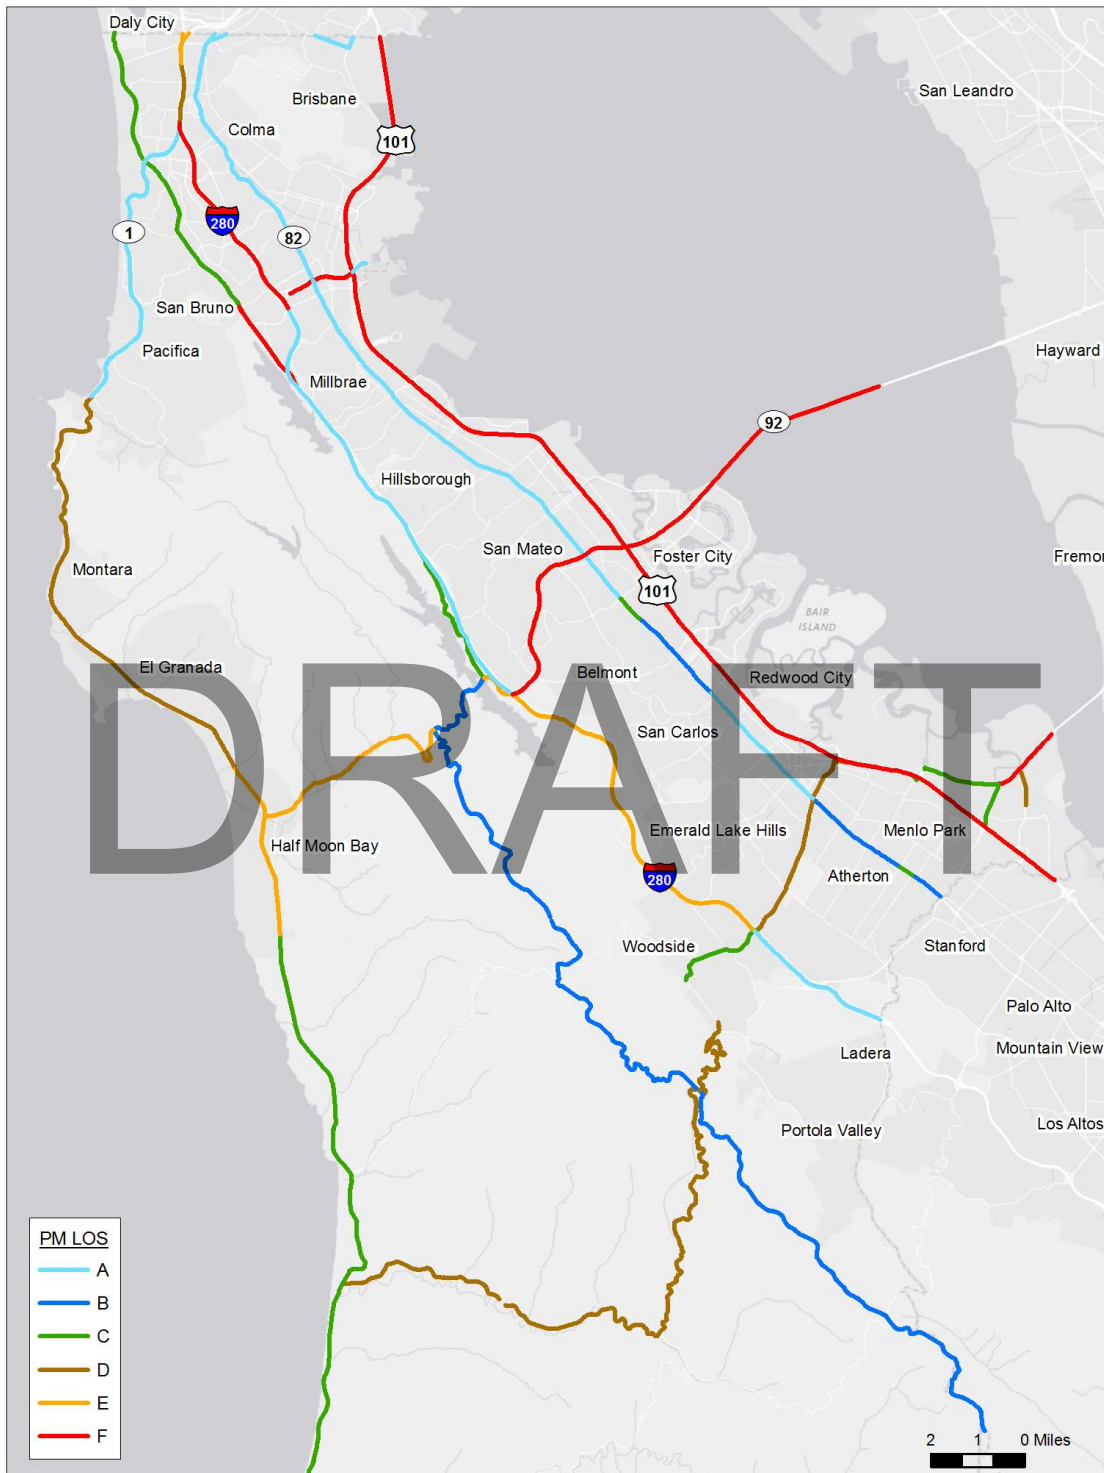 Daly City
San Leandro
Brisbane
Colma
101
280
1
82
San Bruno
Pacifica
Hayward
Millbrae
92
Hillsborough
San Mateo
Foster City
Fremon
Montara
101
BAIR
ISLAND
El Granada
Belmont
Redwood City
San Carlos
DRAFT
Half Moon Bay
Emerald Lake Hills
Menlo Park
280
Atherton
Woodside
Stanford
Palo Alto
Ladera
Mountain View
Portola Valley
Los Altos
PM LOS
A
B
C
D
E
F
2 1 0 Miles